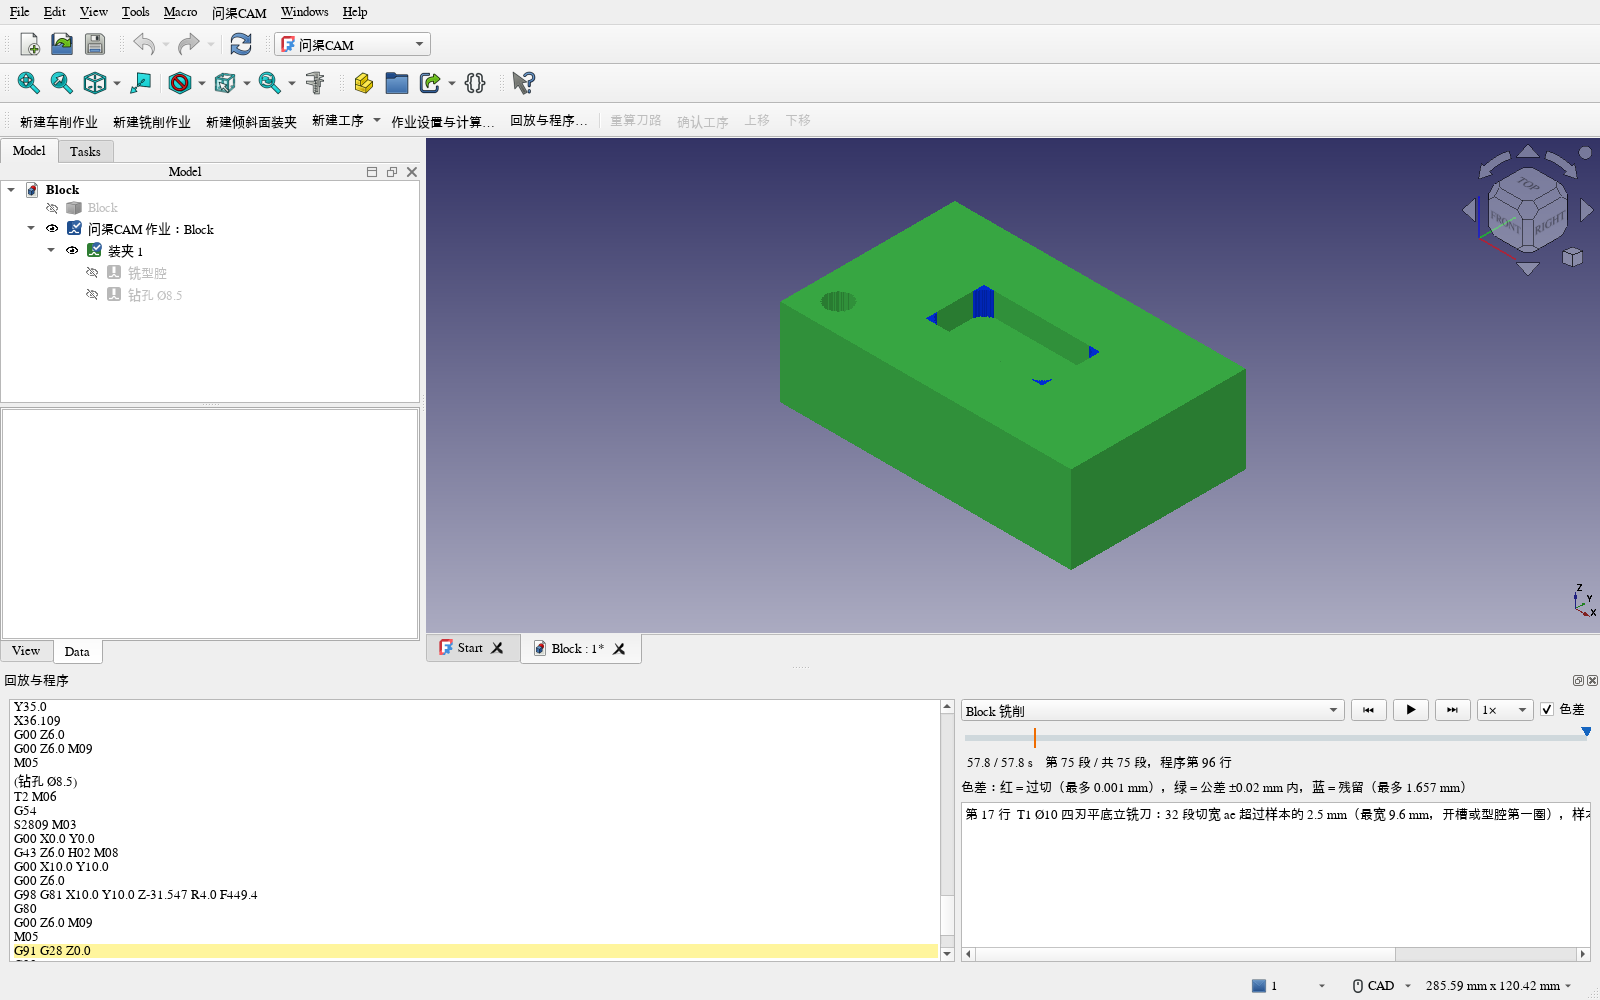 File Edit View Tools Macro 问渠CAM Windows Help
问渠CAM
新建车削作业 新建铣削作业 新建倾斜面装夹 新建工序 作业设置与计算... 回放与程序... 重算刀路 确认工序 上移 下移
Model Tasks
Model
Block
Block
问渠CAM 作业：Block
装夹 1
铣型腔
钻孔 Ø8.5
TOP
FRONT
RIGHT
Z
Y
X
View Data
Start
Block : 1*
回放与程序
Y35.0
X36.109
G00 Z6.0
G00 Z6.0 M09
M05
(钻孔 Ø8.5)
T2 M06
G54
S2809 M03
G00 X0.0 Y0.0
G43 Z6.0 H02 M08
G00 X10.0 Y10.0
G00 Z6.0
G98 G81 X10.0 Y10.0 Z-31.547 R4.0 F449.4
G80
G00 Z6.0 M09
M05
G91 G28 Z0.0
Block 铣削
1×
色差
57.8 / 57.8 s 第 75 段 / 共 75 段，程序第 96 行
色差：红 = 过切（最多 0.001 mm），绿 = 公差 ±0.02 mm 内，蓝 = 残留（最多 1.657 mm）
第 17 行 T1 Ø10 四刃平底立铣刀：32 段切宽 ae 超过样本的 2.5 mm（最宽 9.6 mm，开槽或型腔第一圈），样本
1
CAD
285.59 mm x 120.42 mm